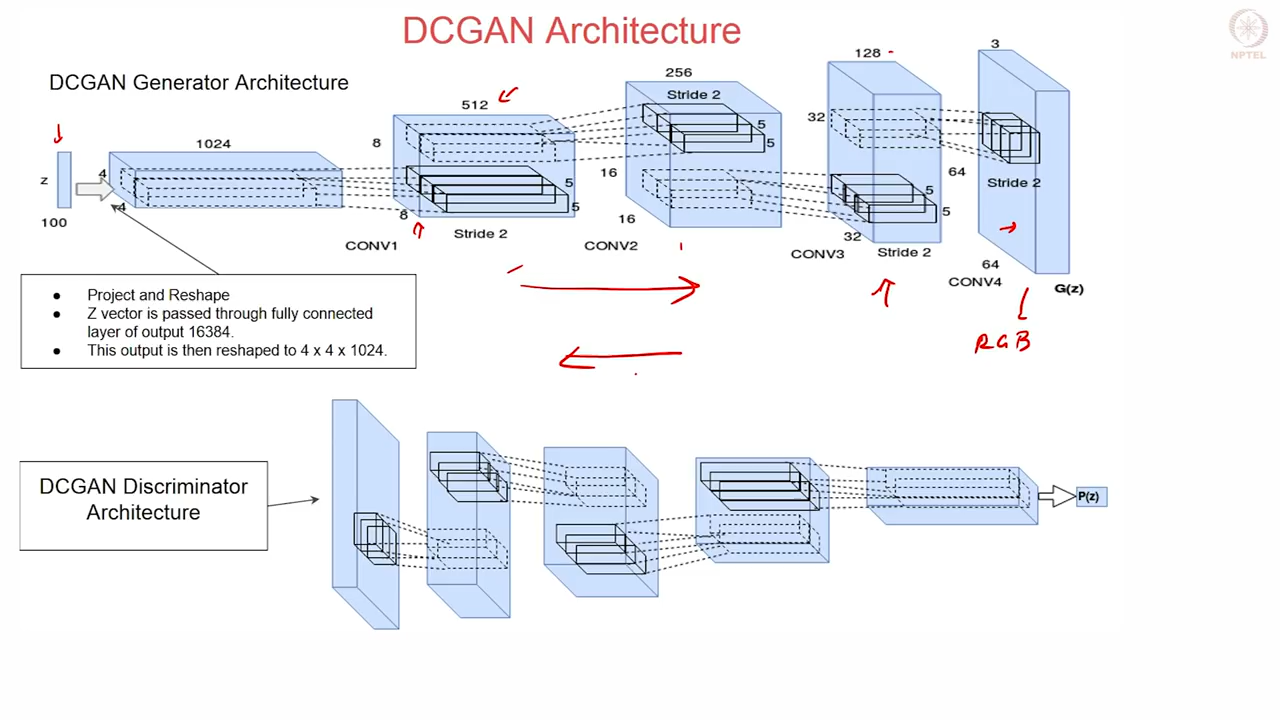 DCGAN Architecture
NPTEL
DCGAN Generator Architecture
z
100
4
4
1024
512
8
8
5
5
CONV1
Stride 2
256
Stride 2
5
5
16
16
CONV2
128
32
32
5
5
CONV3
Stride 2
3
64
Stride 2
64
CONV4
G(z)
RGB
• Project and Reshape
• Z vector is passed through fully connected
layer of output 16384.
• This output is then reshaped to 4 x 4 x 1024.
DCGAN Discriminator
Architecture
P(z)